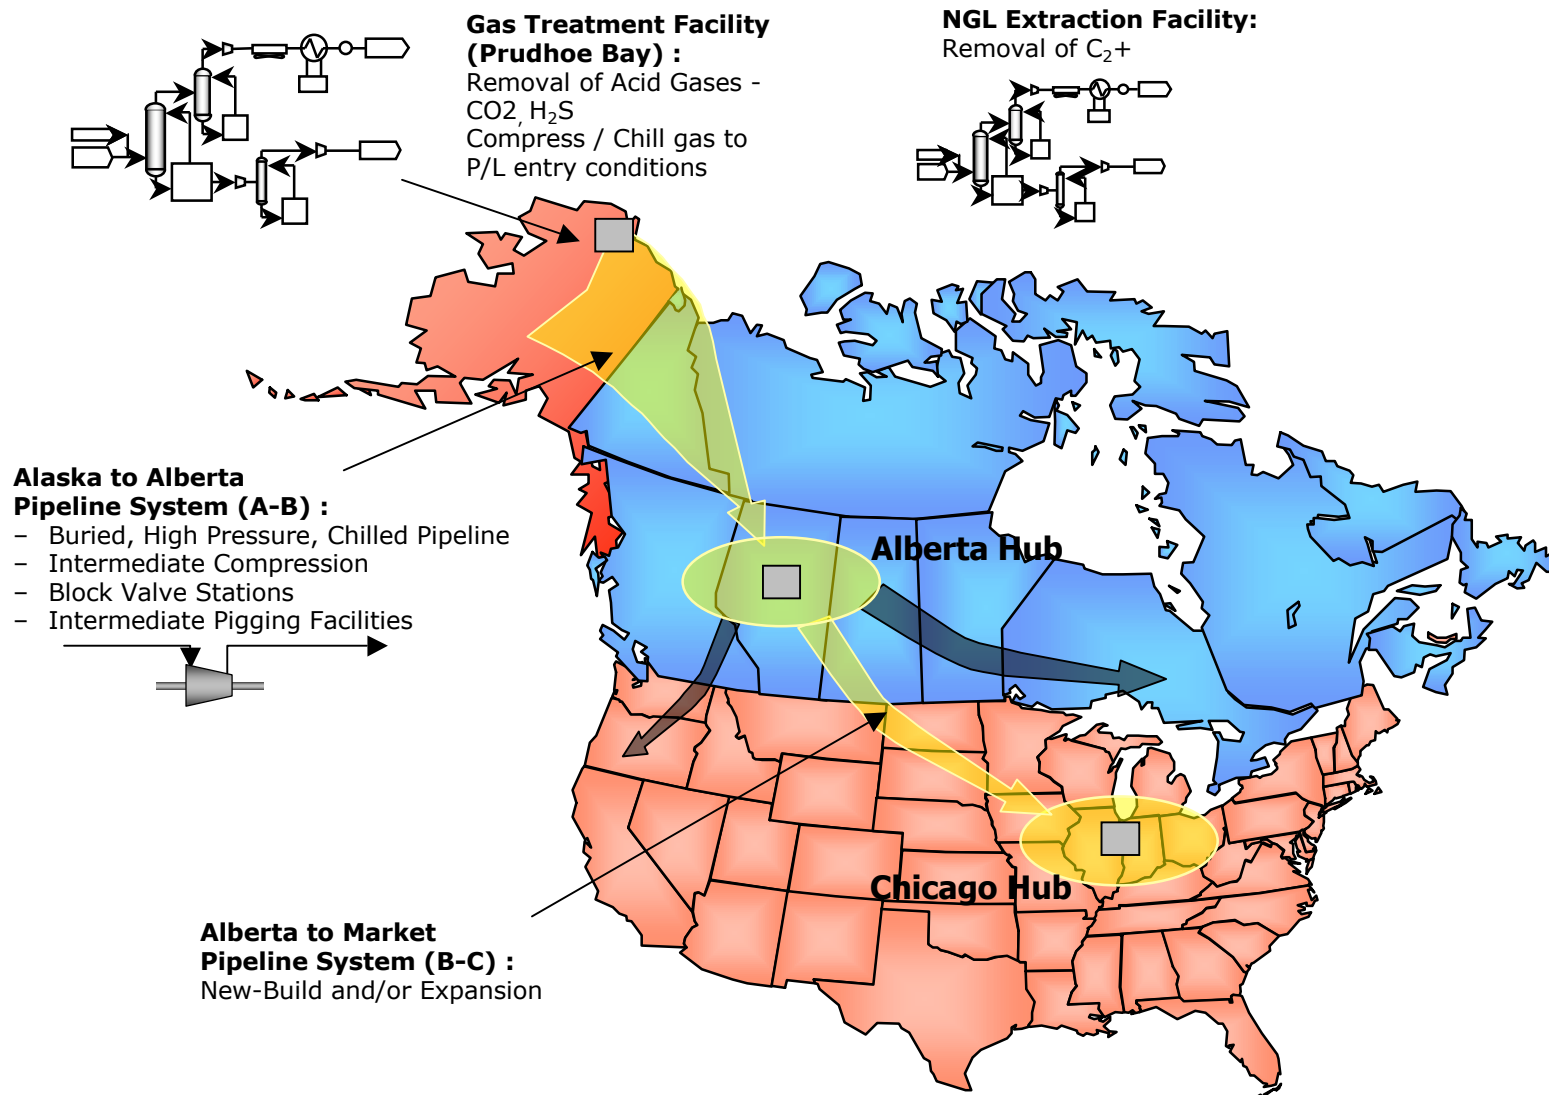 Gas Treatment Facility
(Prudhoe Bay) :
Removal of Acid Gases -
CO2, H₂S
Compress / Chill gas to
P/L entry conditions
NGL Extraction Facility:
Removal of C₂+
Alaska to Alberta
Pipeline System (A-B) :
– Buried, High Pressure, Chilled Pipeline
– Intermediate Compression
– Block Valve Stations
– Intermediate Pigging Facilities
Alberta Hub
Chicago Hub
Alberta to Market
Pipeline System (B-C) :
New-Build and/or Expansion